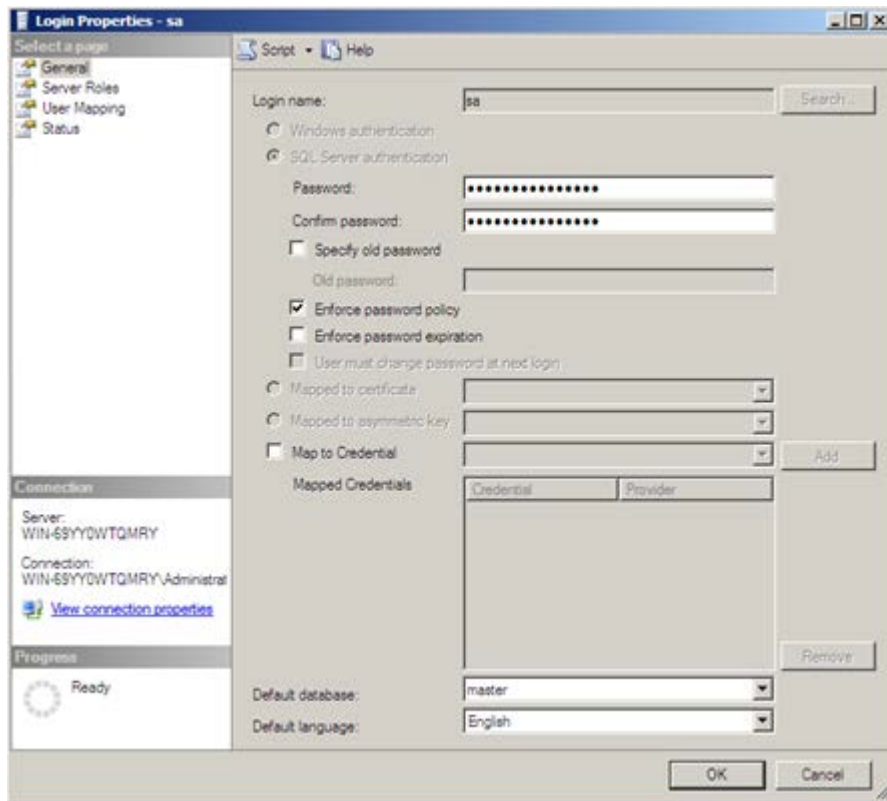 Login Properties - sa
Select a page
General
Server Roles
User Mapping
Status
Script Help
Login name: sa Search...
Windows authentication
SQL Server authentication
Password: •••••••••••••••
Confirm password: •••••••••••••••
Specify old password
Old password:
Enforce password policy
Enforce password expiration
User must change password at next login
Mapped to certificate
Mapped to asymmetric key
Map to Credential Add
Mapped Credentials Credential Provider
Remove
Connection
Server:
WIN-69YY0WTQMRY
Connection:
WIN-69YY0WTQMRY\Administrat
View connection properties
Progress
Ready
Default database: master
Default language: English
OK Cancel